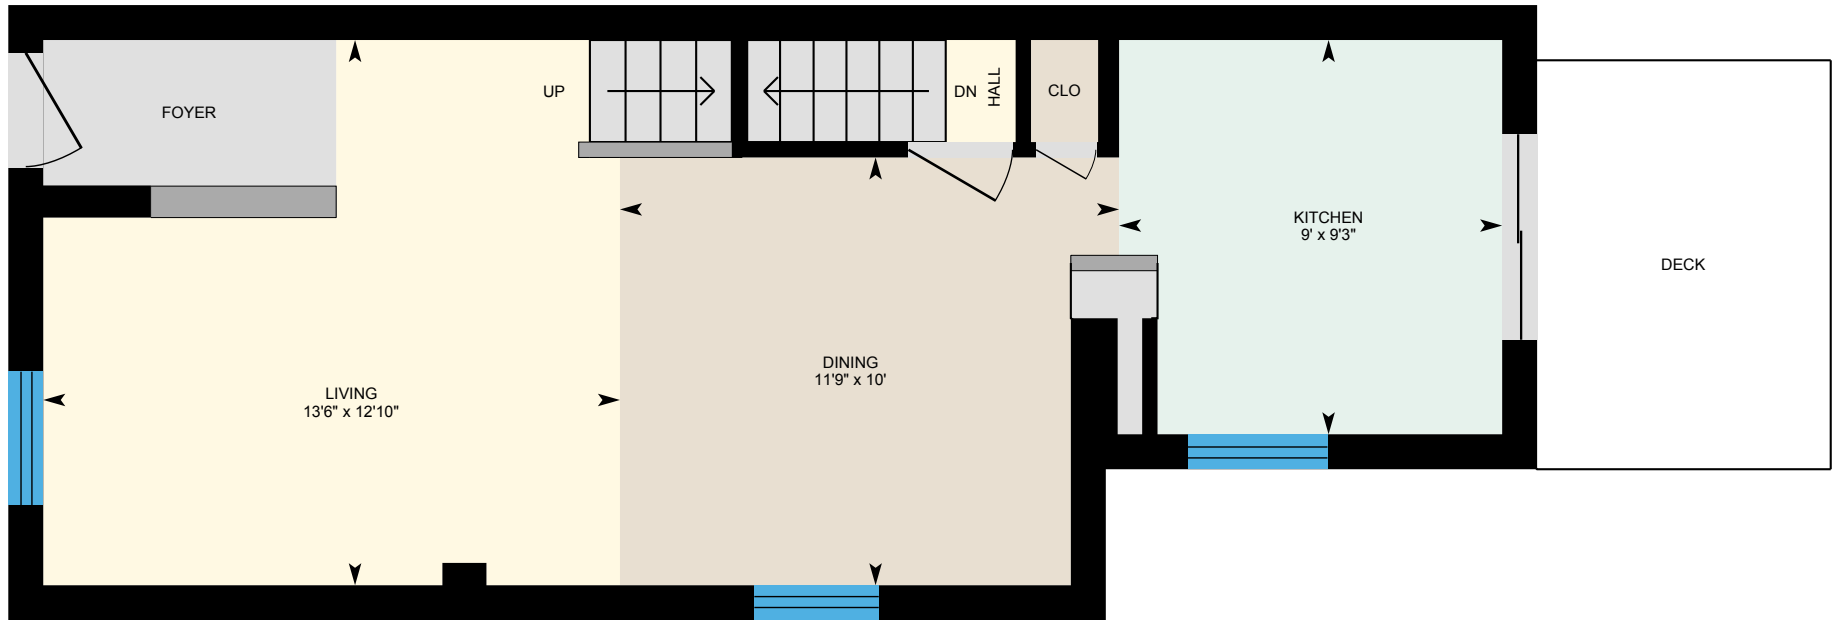 FOYER
UP
DN
HALL
CLO
KITCHEN
9' x 9'3"
DECK
DINING
11'9" x 10'
LIVING
13'6" x 12'10"